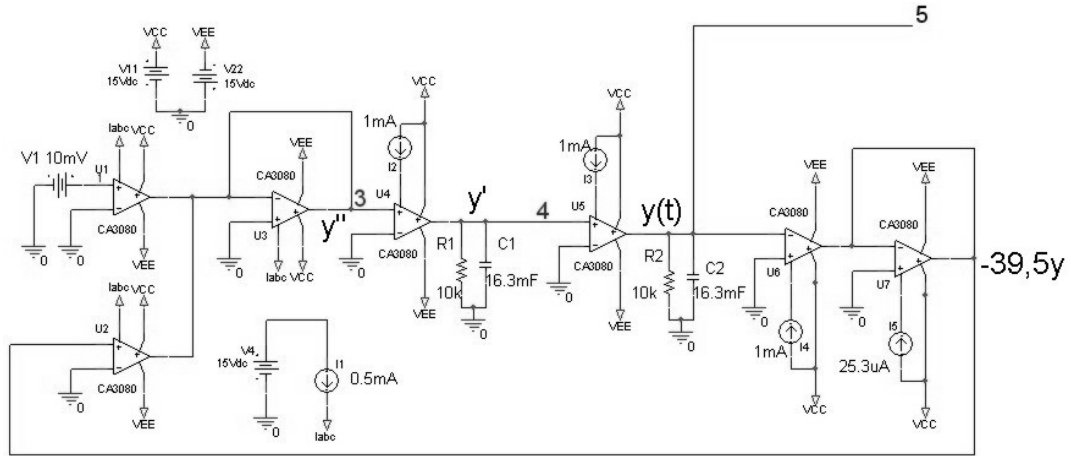 5
VCC
VEE
V11
15Vdc
V22
15Vdc
0
VCC
1mA
I2
VCC
1mA
I3
Iabc
VCC
V1 10mV
U1
CA3080
VEE
0
0
VEE
CA3080
U3
Iabc
VCC
0
3
y''
U4
CA3080
VEE
0
y'
R1
10k
C1
16.3mF
0
4
U5
CA3080
VEE
0
y(t)
R2
10k
C2
16.3mF
0
VEE
CA3080
U6
0
1mA
I4
VCC
VEE
CA3080
U7
0
I5
25.3uA
VCC
-39,5y
Iabc
VCC
U2
CA3080
VEE
0
V4
15Vdc
0
I1
0.5mA
Iabc